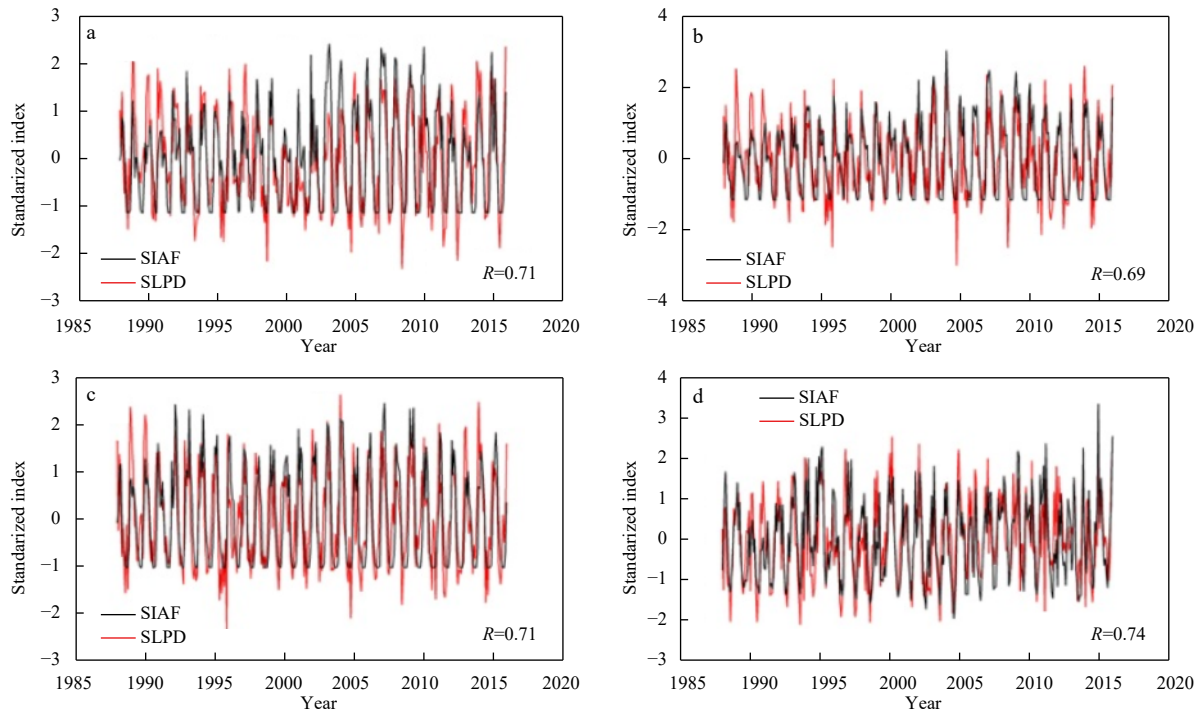 a
3
2
1
0
−1
−2
−3
Standarized index
SIAF
SLPD
R=0.71
1985 1990 1995 2000 2005 2010 2015 2020
Year
b
4
2
0
−2
−4
Standarized index
SIAF
SLPD
R=0.69
1985 1990 1995 2000 2005 2010 2015 2020
Year
c
3
2
1
0
−1
−2
−3
Standarized index
SIAF
SLPD
R=0.71
1985 1990 1995 2000 2005 2010 2015 2020
Year
d
4
3
2
1
0
−1
−2
−3
Standarized index
SIAF
SLPD
R=0.74
1985 1990 1995 2000 2005 2010 2015 2020
Year